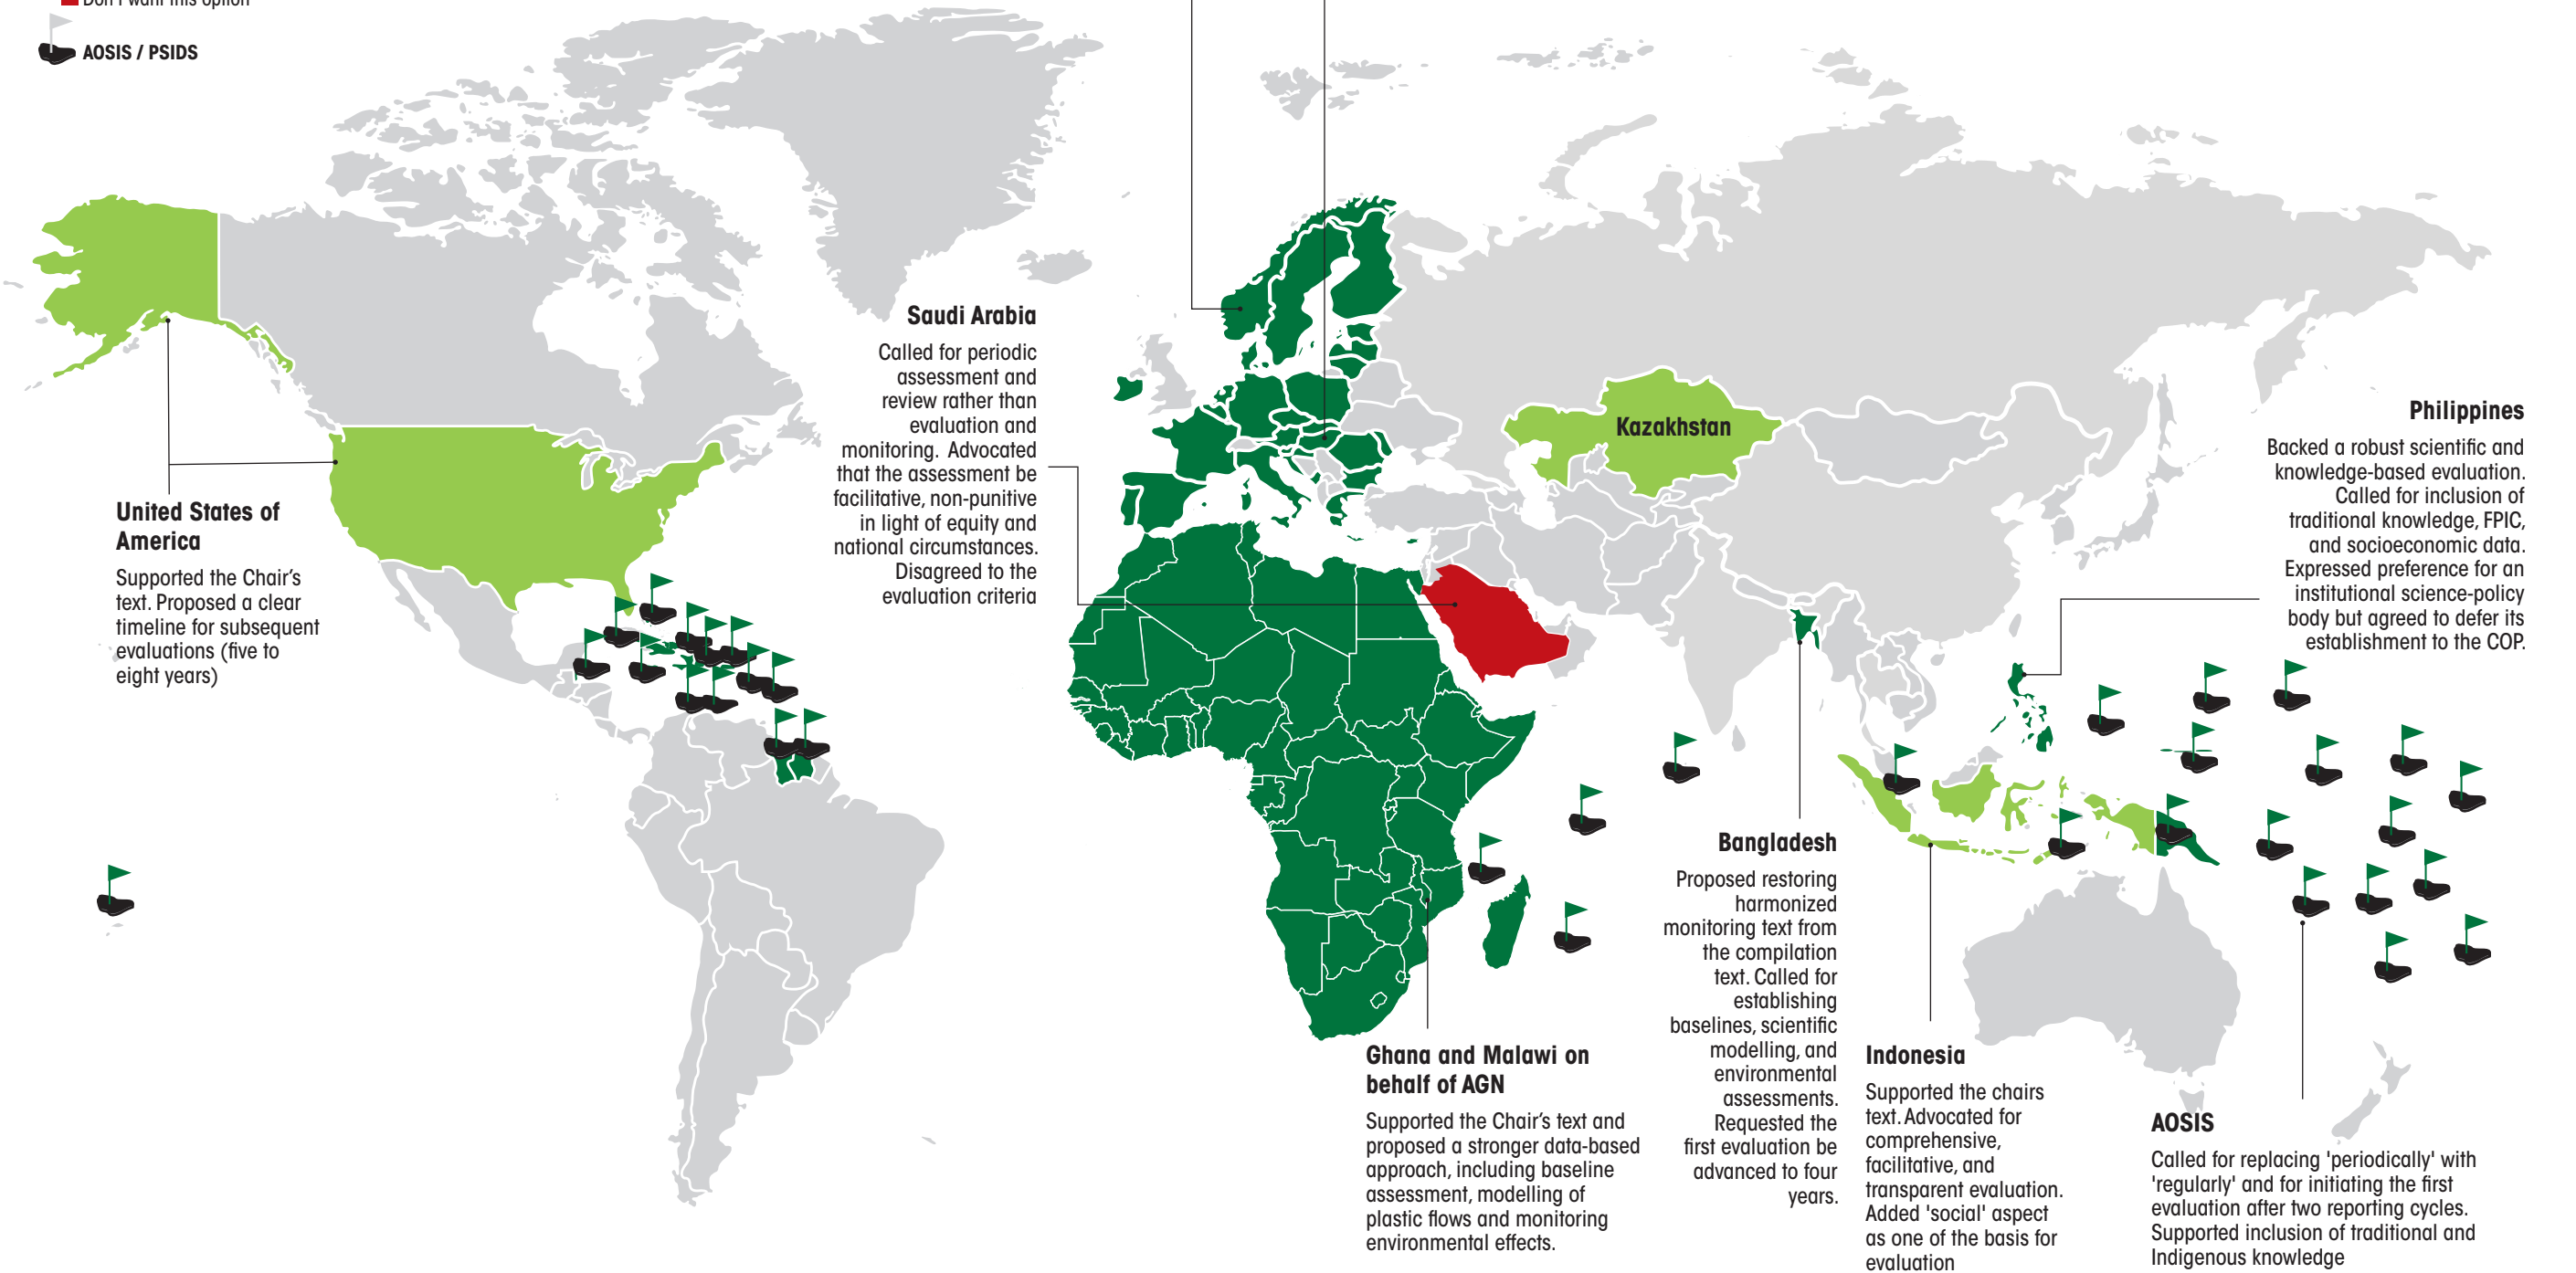 Don't want this option
AOSIS / PSIDS
Saudi Arabia
Called for periodic
assessment and
review rather than
evaluation and
monitoring. Advocated
that the assessment be
facilitative, non-punitive
in light of equity and
national circumstances.
Disagreed to the
evaluation criteria
Kazakhstan
Philippines
Backed a robust scientific and
knowledge-based evaluation.
Called for inclusion of
traditional knowledge, FPIC,
and socioeconomic data.
Expressed preference for an
institutional science-policy
body but agreed to defer its
establishment to the COP.
United States of
America
Supported the Chair's
text. Proposed a clear
timeline for subsequent
evaluations (five to
eight years)
Bangladesh
Proposed restoring
harmonized
monitoring text from
the compilation
text. Called for
establishing
baselines, scientific
modelling, and
environmental
assessments.
Requested the
first evaluation be
advanced to four
years.
Ghana and Malawi on
behalf of AGN
Supported the Chair's text and
proposed a stronger data-based
approach, including baseline
assessment, modelling of
plastic flows and monitoring
environmental effects.
Indonesia
Supported the chairs
text. Advocated for
comprehensive,
facilitative, and
transparent evaluation.
Added 'social' aspect
as one of the basis for
evaluation
AOSIS
Called for replacing 'periodically' with
'regularly' and for initiating the first
evaluation after two reporting cycles.
Supported inclusion of traditional and
Indigenous knowledge